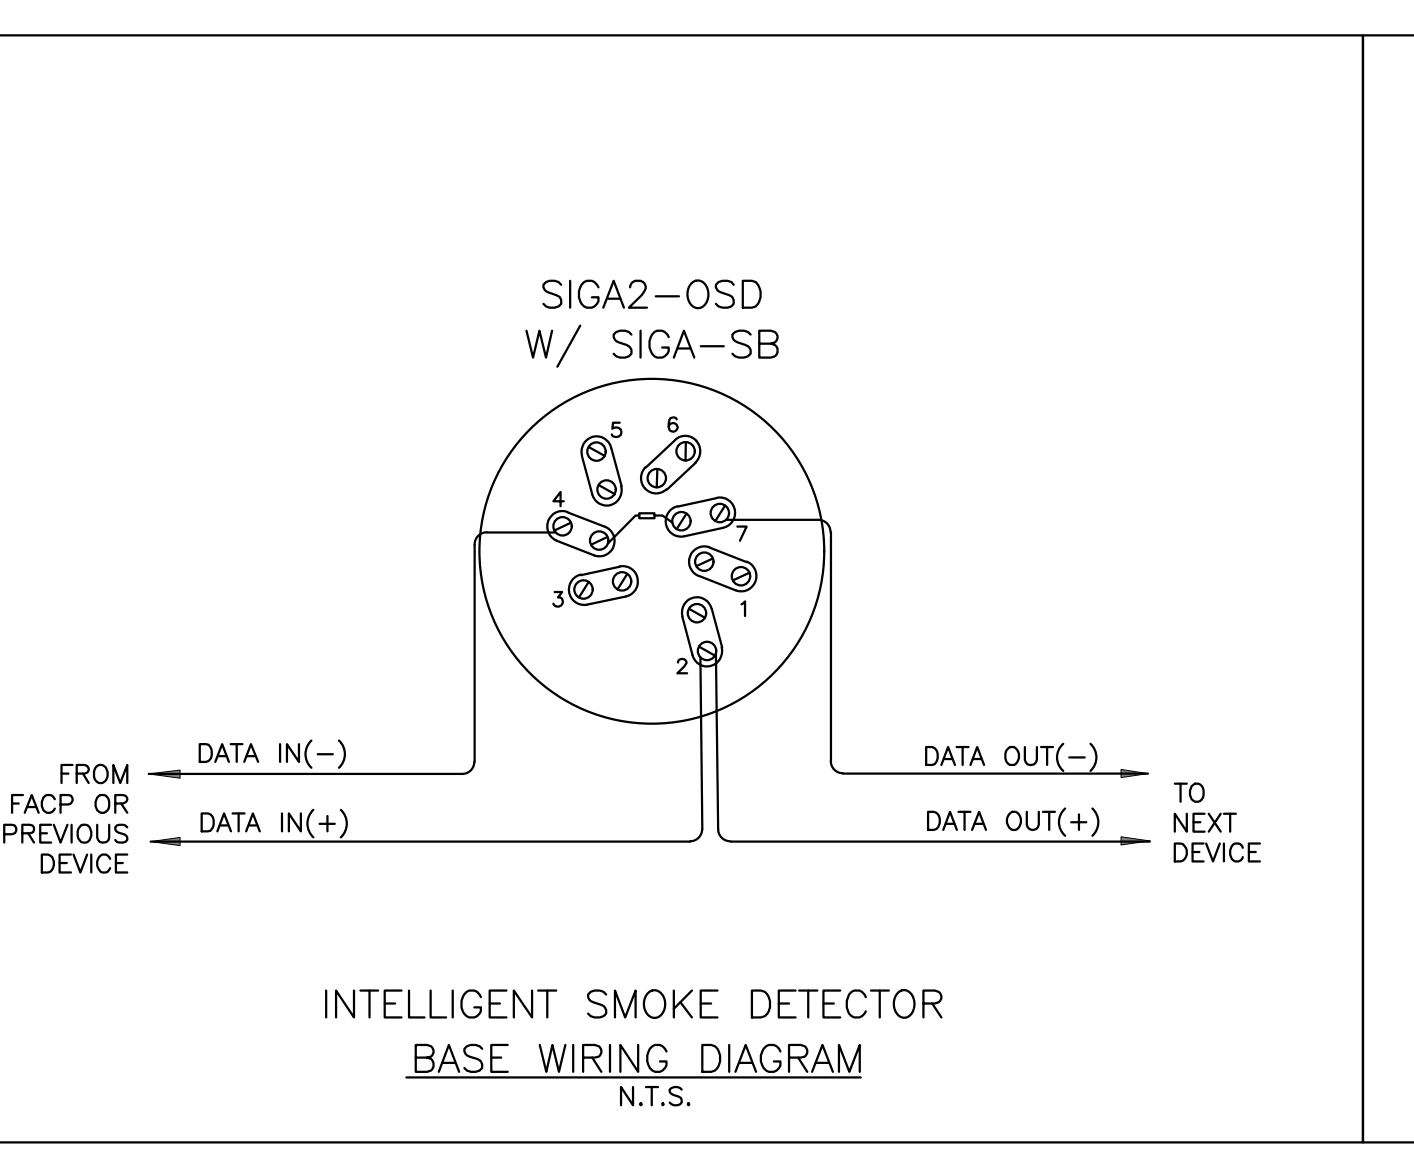 SIGA2-OSD
W/ SIGA-SB
5
6
4
7
3
1
2
DATA IN(-)
DATA OUT(-)
FROM
FACP OR
PREVIOUS
DEVICE
TO
NEXT
DEVICE
DATA IN(+)
DATA OUT(+)
INTELLIGENT SMOKE DETECTOR
BASE WIRING DIAGRAM
N.T.S.